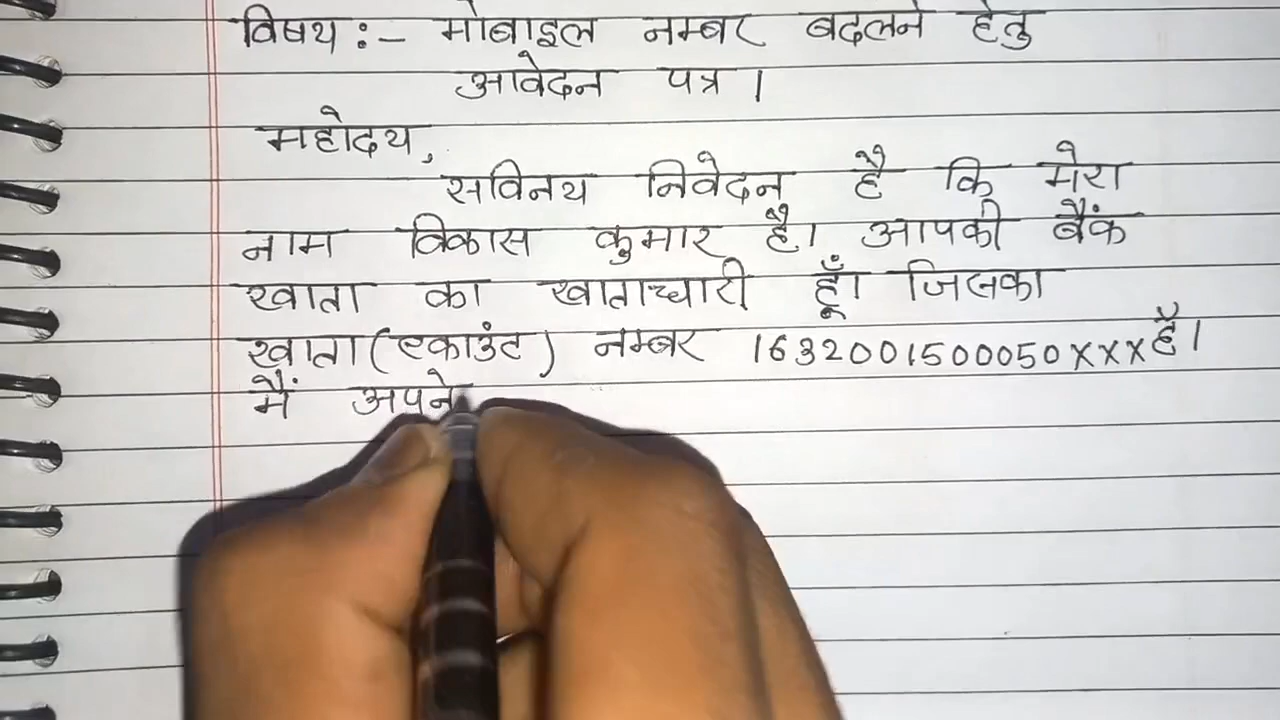 विषय :- मोबाइल नम्बर बदलने हेतु
आवेदन पत्र ।
महोदय,
सविनय निवेदन है कि मेरा
नाम विकास कुमार है। आपकी बैंक
खाता का खाताधारी हूँ। जिसका
खाता (एकाउंट) नम्बर 1632001500050xxx है।
मैं अपने